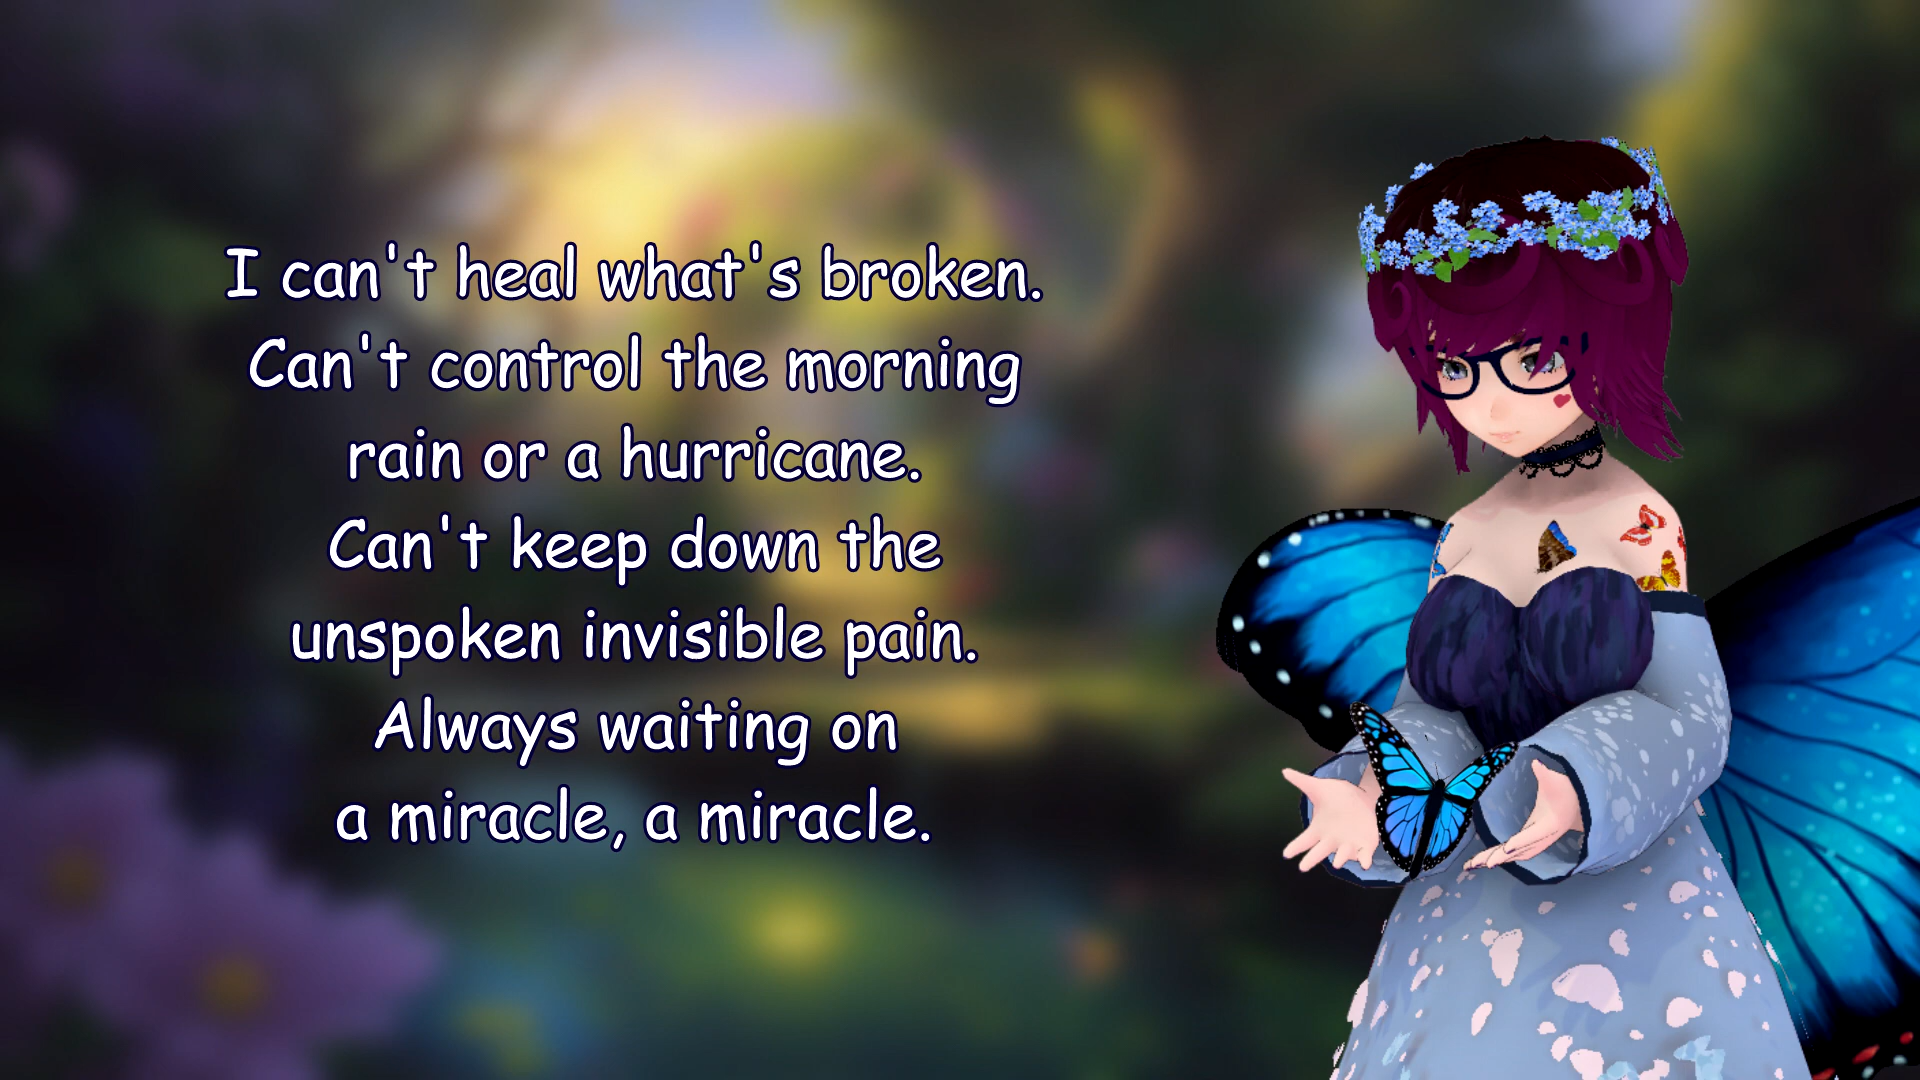 I can't heal what's broken.
Can't control the morning
rain or a hurricane.
Can't keep down the
unspoken invisible pain.
Always waiting on
a miracle, a miracle.